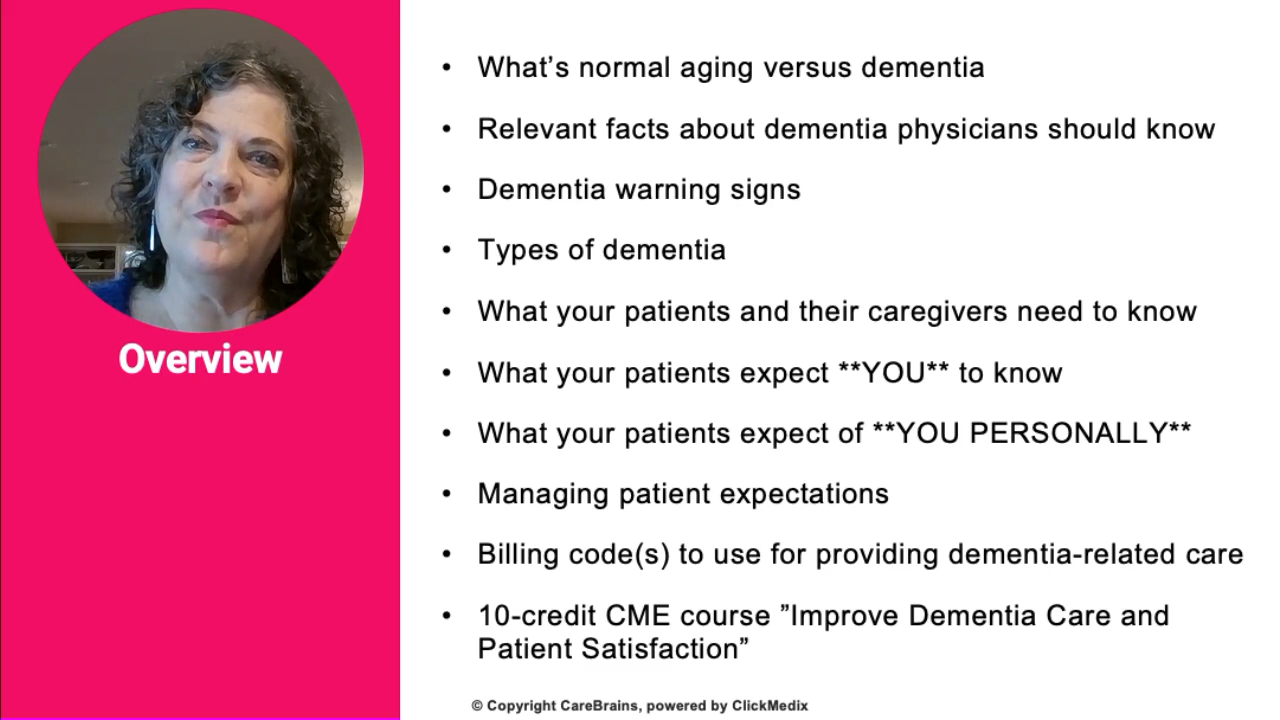 Overview
• What’s normal aging versus dementia
• Relevant facts about dementia physicians should know
• Dementia warning signs
• Types of dementia
• What your patients and their caregivers need to know
• What your patients expect **YOU** to know
• What your patients expect of **YOU PERSONALLY**
• Managing patient expectations
• Billing code(s) to use for providing dementia-related care
• 10-credit CME course ”Improve Dementia Care and
Patient Satisfaction”
© Copyright CareBrains, powered by ClickMedix